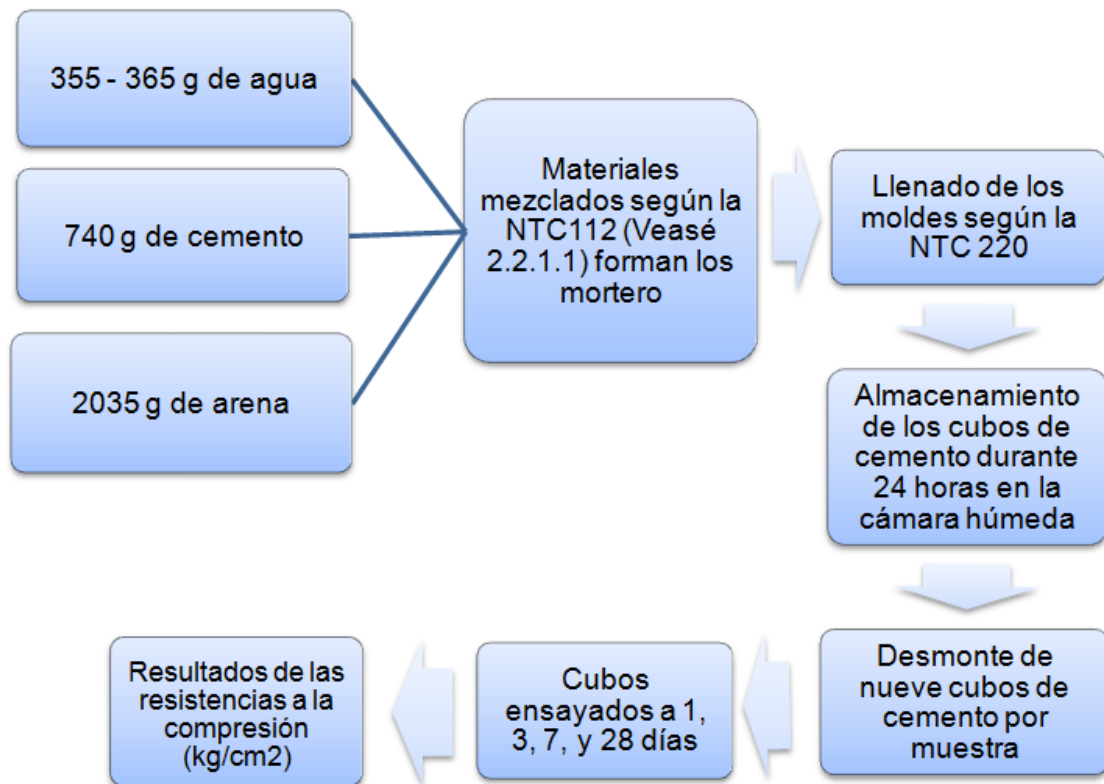 355 - 365 g de agua
740 g de cemento
2035 g de arena
Materiales
mezclados según la
NTC112 (Veasé
2.2.1.1) forman los
mortero
Llenado de los
moldes según la
NTC 220
Almacenamiento
de los cubos de
cemento durante
24 horas en la
cámara húmeda
Desmonte de
nueve cubos de
cemento por
muestra
Cubos
ensayados a 1,
3, 7, y 28 días
Resultados de las
resistencias a la
compresión
(kg/cm2)